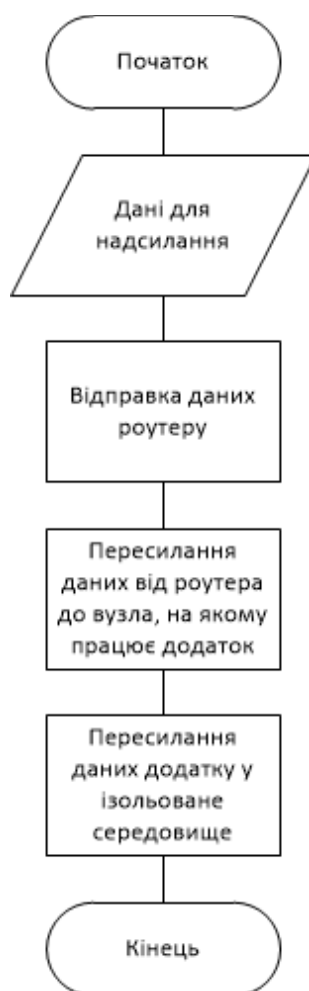 Початок
Дані для
надсилання
Відправка даних
роутеру
Пересилання
даних від роутера
до вузла, на якому
працює додаток
Пересилання
даних додатку у
ізольоване
середовище
Кінець